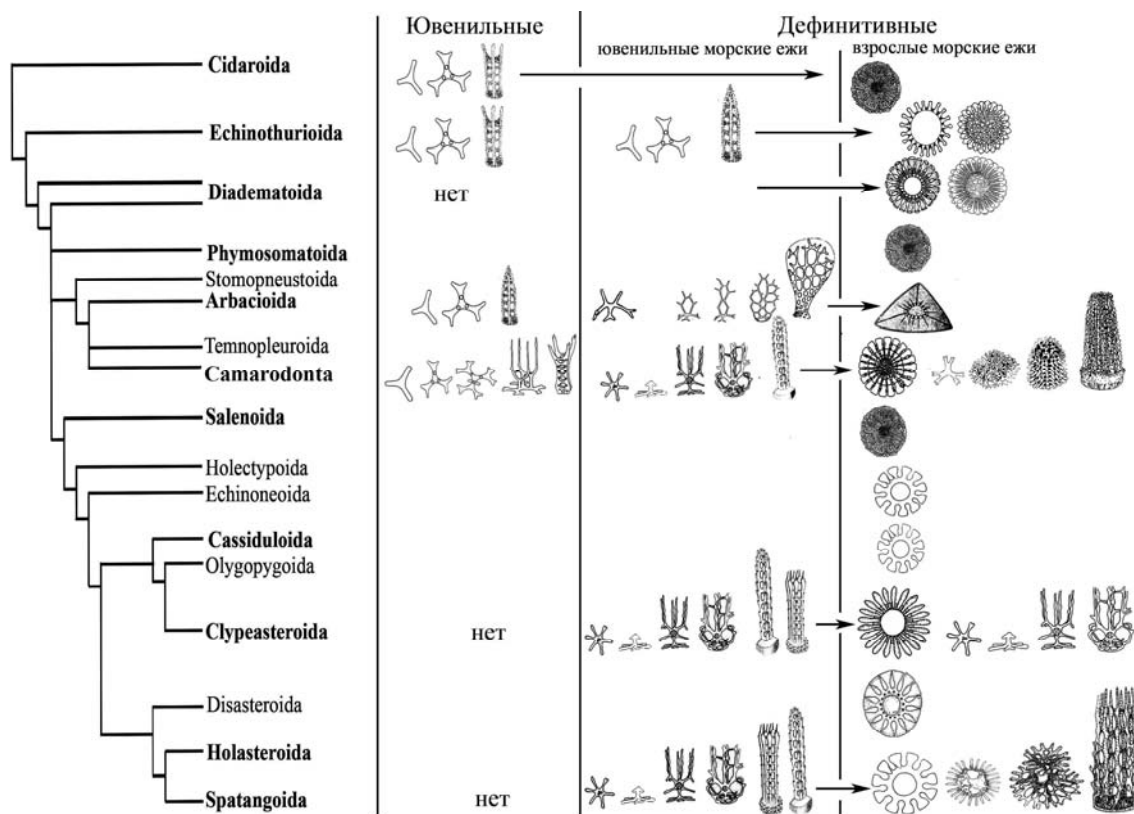 Ювенильные
Дефинитивные
ювенильные морские ежи
взрослые морские ежи
Cidaroida
Echinothurioida
Diadematoida
нет
Phymosomatoida
Stomopneustoida
Arbacioida
Temnopleuroida
Camarodonta
Salenoida
Holectypoida
Echinoneoida
Cassiduloida
Olygopygoida
Clypeasteroida
нет
Disasteroida
Holasteroida
Spatangoida
нет